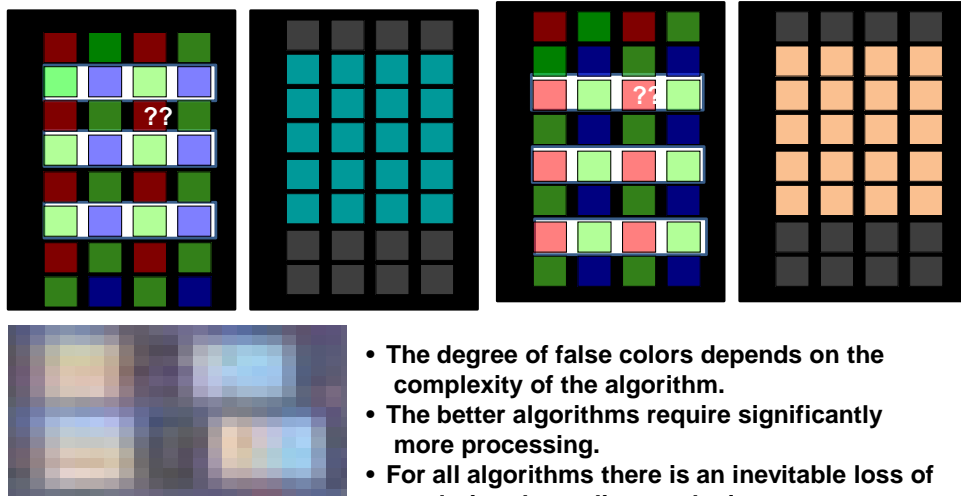 ??
??
• The degree of false colors depends on the
complexity of the algorithm.
• The better algorithms require significantly
more processing.
• For all algorithms there is an inevitable loss of